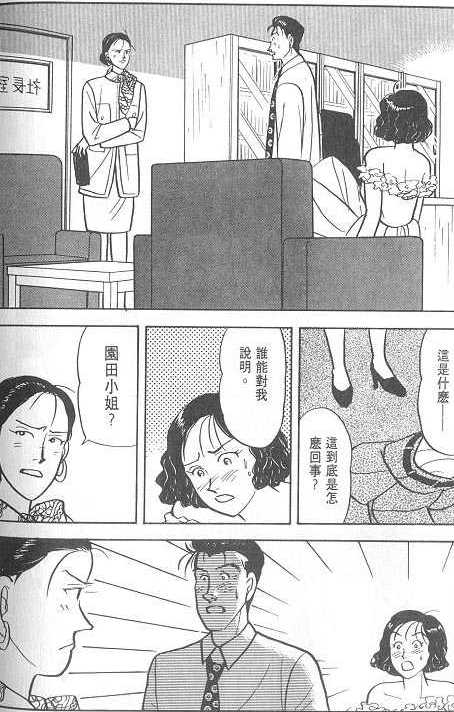 社長室
這是什麼——
這到底是怎
麼回事？
誰能對我
說明。
園田小姐？